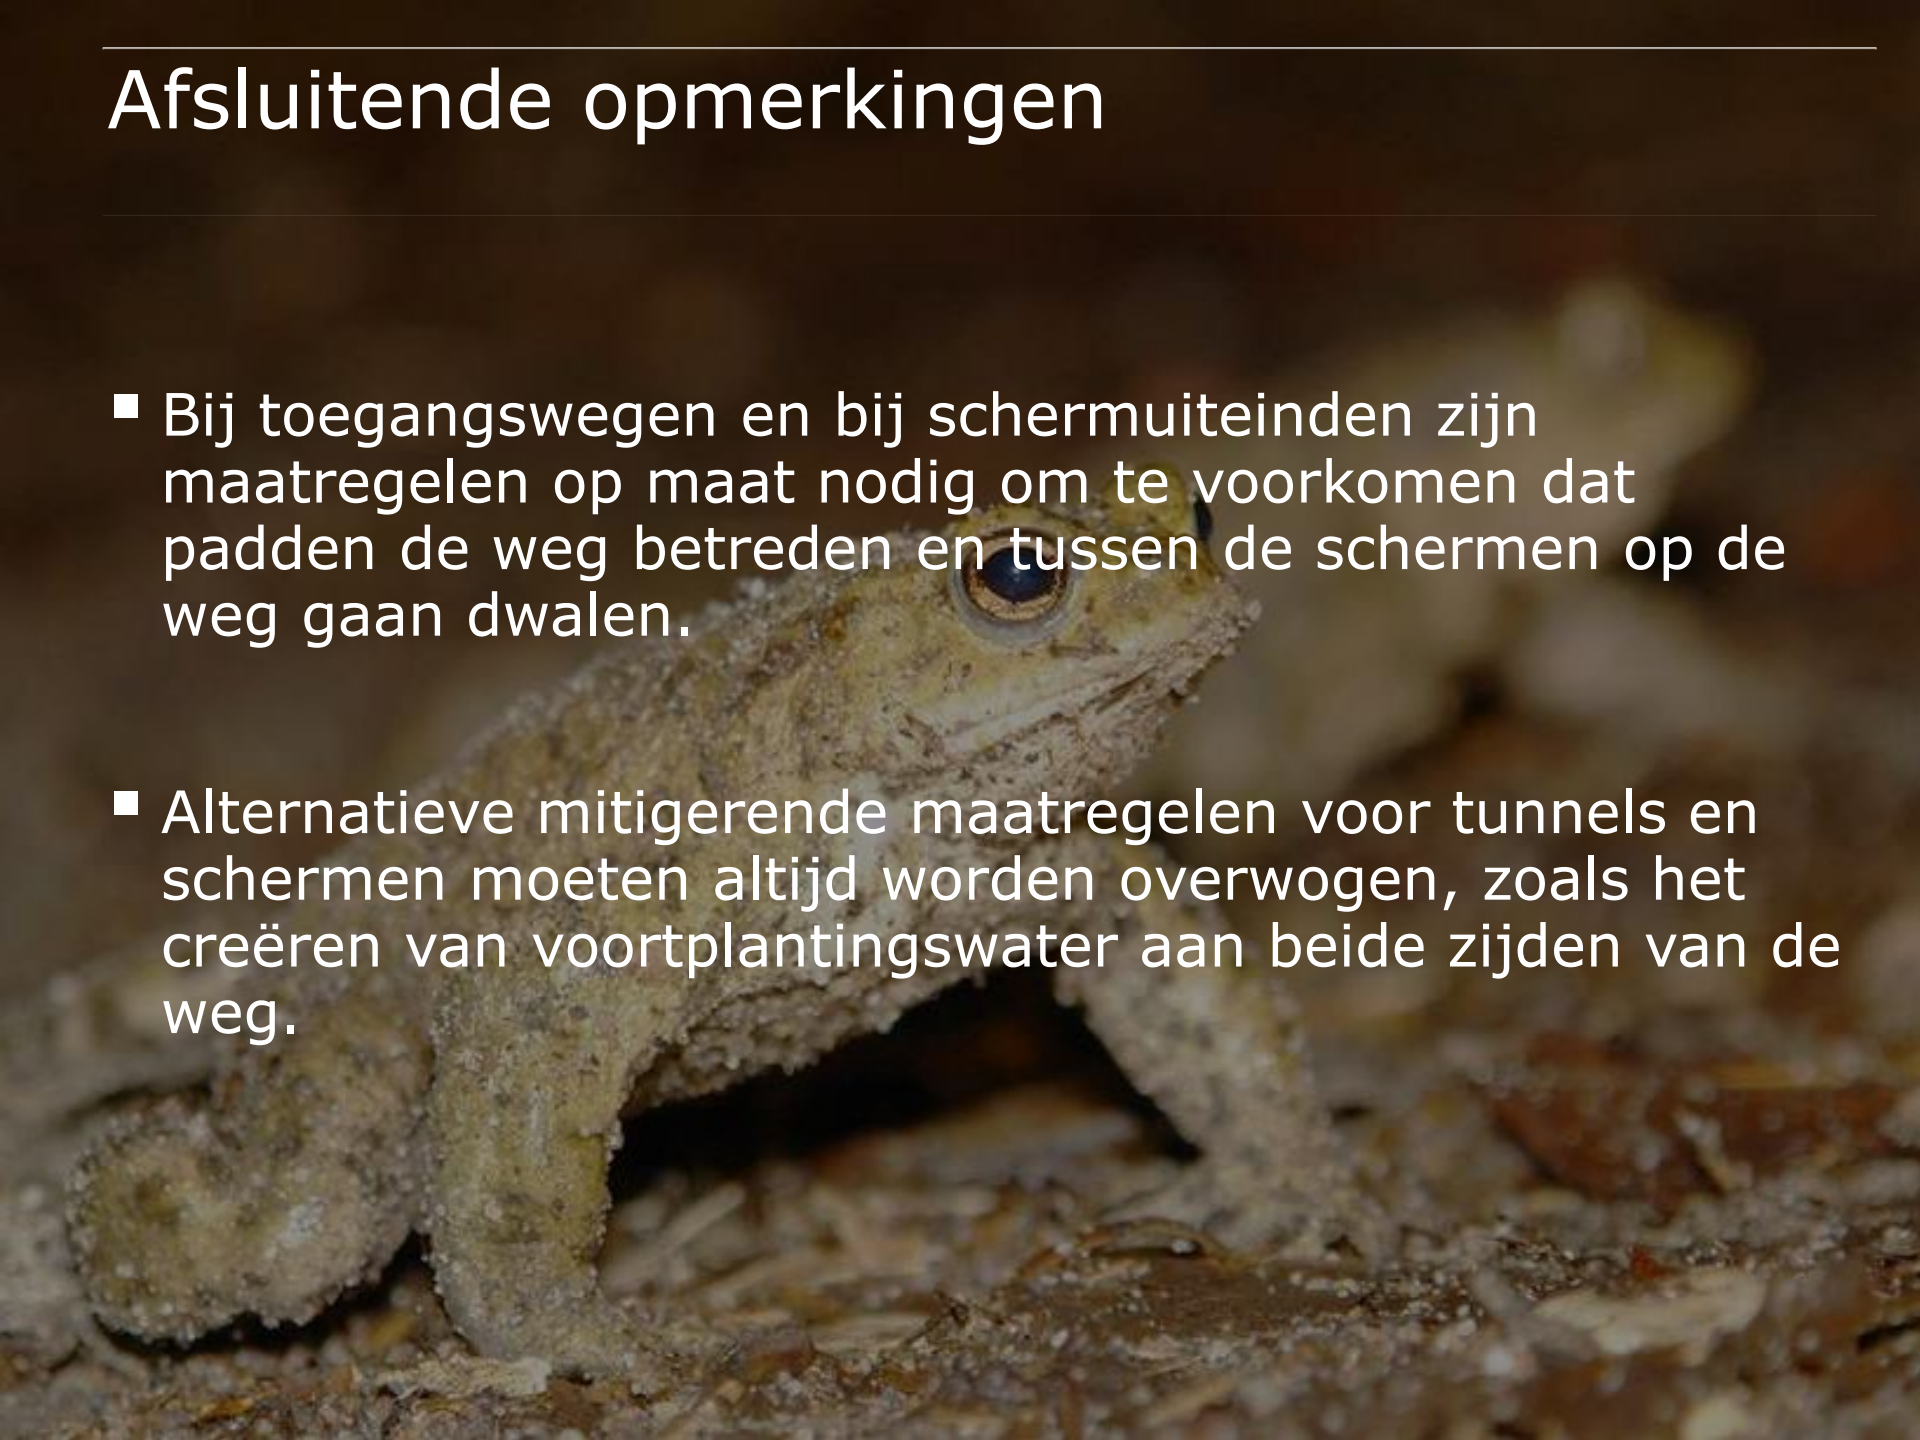 Afsluitende opmerkingen
▪ Bij toegangswegen en bij schermuiteinden zijn
maatregelen op maat nodig om te voorkomen dat
padden de weg betreden en tussen de schermen op de
weg gaan dwalen.
▪ Alternatieve mitigerende maatregelen voor tunnels en
schermen moeten altijd worden overwogen, zoals het
creëren van voortplantingswater aan beide zijden van de
weg.